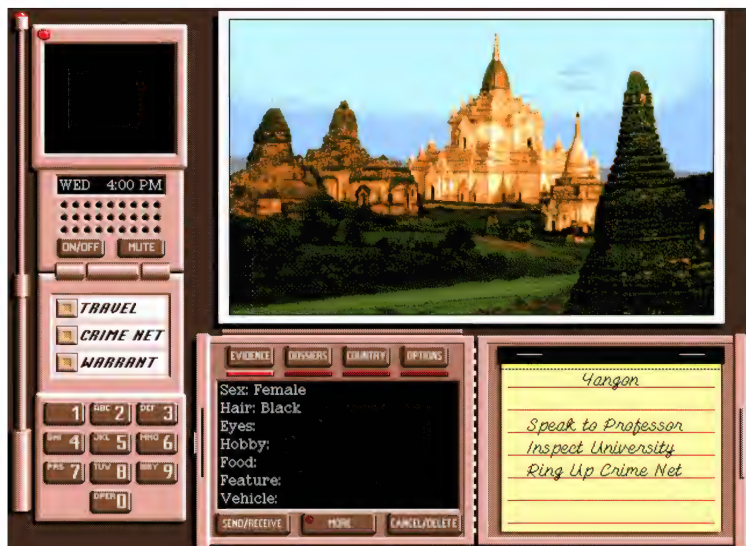 WED 4:00 PM
ON/OFF MUTE
TRAVEL
CRIME NET
WARRANT
1 ABC 2 DEF 3
GHI 4 JKL 5 MNO 6
PRS 7 TUV 8 WXY 9
OPER 0
EVIDENCE DOSSIERS COUNTRY OPTIONS
Sex: Female
Hair: Black
Eyes:
Hobby:
Food:
Feature:
Vehicle:
SEND/RECEIVE MORE CANCEL/DELETE
Yangon
Speak to Professor
Inspect University
Ring Up Crime Net